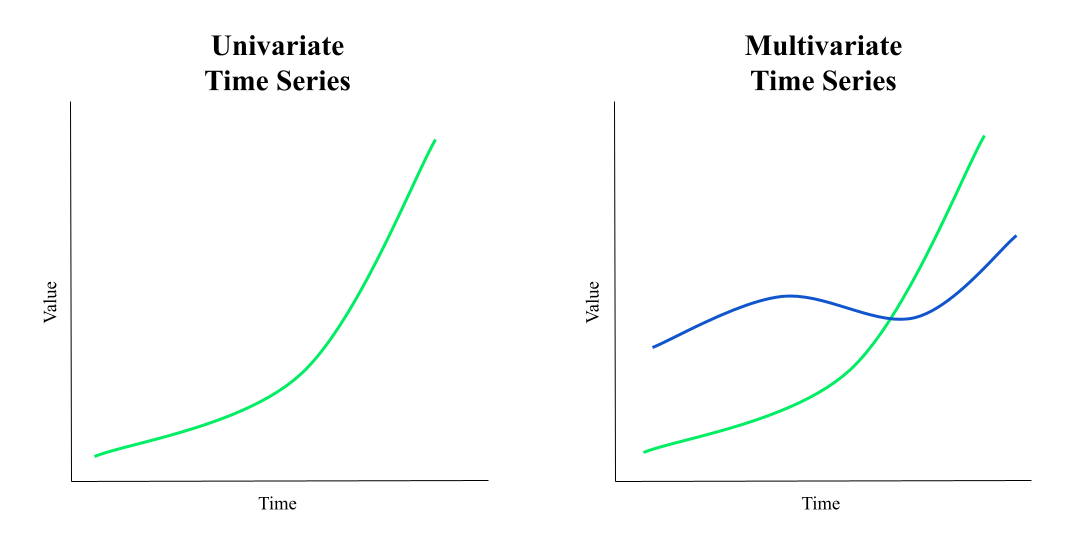 Univariate
Time Series
Value
Time
Multivariate
Time Series
Value
Time